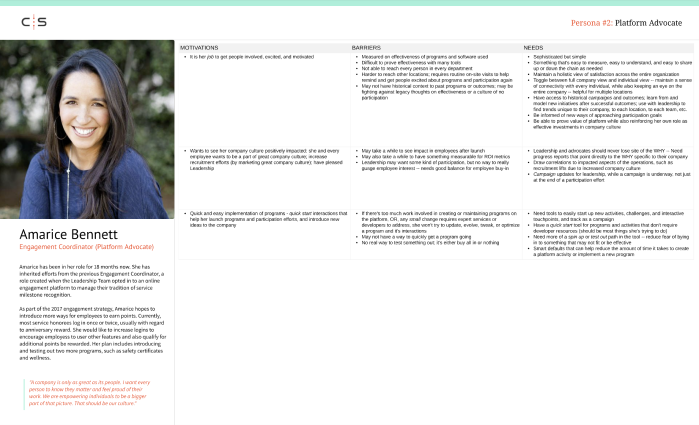 C S
Persona #2: Platform Advocate
Amarice Bennett
Engagement Coordinator (Platform Advocate)
Amarice has been in her role for 18 months now. She has
inherited efforts from the previous Engagement Coordinator, a
role created when the Leadership Team opted in to an online
engagement platform to manage their tradition of service
milestone recognition.
As part of the 2017 engagement strategy, Amarice hopes to
introduce more ways for employees to earn points. Currently,
most service honorees log in once or twice, usually with regard
to anniversary reward. She would like to increase logins to
encourage employees to user other features and also qualify for
additional points be rewarded. Her plan includes introducing
and testing out two more programs, such as safety certificates
and wellness.
"A company is only as great as its people. I want every
person to know they matter and feel proud of their
work. We are empowering individuals to be a bigger
part of that picture. That should be our culture."
MOTIVATIONS
• It is her job to get people involved, excited, and motivated
• Wants to see her company culture positively impacted; she and every
employee wants to be a part of great company culture; increase
recruitment efforts (by marketing great company culture); have pleased
Leadership
• Quick and easy implementation of programs - quick start interactions that
help her launch programs and participation efforts, and introduce new
ideas to the company
BARRIERS
• Measured on effectiveness of programs and software used
• Difficult to prove effectiveness with many tools
• Not able to reach every person in every department
• Harder to reach other locations; requires routine on-site visits to help
remind and get people excited about programs and participation again
• May not have historical context to past programs or outcomes; may be
fighting against legacy thoughts on effectiveness or a culture of no
participation
• May take a while to see impact in employees after-launch
• May also take a while to have something measurable for ROI metrics
• Leadership may want some kind of participation, but no way to really
guage employee interest -- needs good balance for employee buy-in
• If there's too much work involved in creating or maintaining programs on
the platform, OR, any small change requires expert services or
developers to address, she won't try to update, evolve, tweak, or optimize
a program and it's interactions
• May not have a way to quickly get a program going
• No real way to test something out; it's either buy all in or nothing
NEEDS
• Sophisticated but simple
• Something that's easy to measure, easy to understand, and easy to share
up or down the chain as needed
• Maintain a holistic view of satisfaction across the entire organization
• Toggle between full company view and individual view -- maintain a sense
of connectivity with every individual, while also keeping an eye on the
entire company -- helpful for multiple locations
• Have access to historical campaigns and outcomes; learn from and
model new initiatives after successful outcomes; use with leadership to
find trends unique to their company, to each location, to each team, etc.
• Be informed of new ways of approaching participation goals
• Be able to prove value of platform while also reinforcing her own role as
effective investments in company culture
• Leadership and advocates should never lose sight of the WHY -- Need
progress reports that point directly to the WHY specific to their company
• Draw correlations to impacted aspects of the operations, such as
recruitment lifts due to increased company culture
• Campaign updates for leadership, while a campaign is underway, not just
at the end of a participation effort
• Need tools to easily start up new activities, challenges, and interactive
touchpoints, and track as a campaign
• Have a quick start tool for programs and activities that don't require
developer resources (should be most things she's trying to do)
• Need more of a spin up or test out path in the tool -- reduce fear of trying
in to something that may not fit or be effective
• Smart defaults that can help reduce the amount of time it takes to create
a platform activity or implement a new program